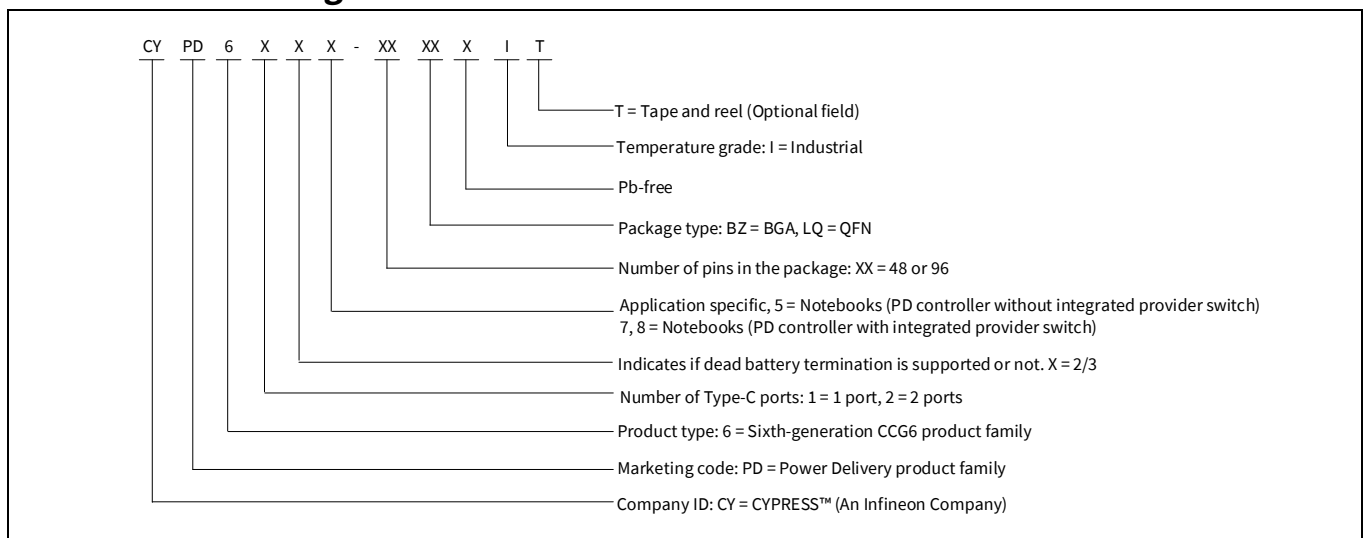 CY PD 6 X X X - XX XX X I T
T = Tape and reel (Optional field)
Temperature grade: I = Industrial
Pb-free
Package type: BZ = BGA, LQ = QFN
Number of pins in the package: XX = 48 or 96
Application specific, 5 = Notebooks (PD controller without integrated provider switch)
7, 8 = Notebooks (PD controller with integrated provider switch)
Indicates if dead battery termination is supported or not. X = 2/3
Number of Type-C ports: 1 = 1 port, 2 = 2 ports
Product type: 6 = Sixth-generation CCG6 product family
Marketing code: PD = Power Delivery product family
Company ID: CY = CYPRESS™ (An Infineon Company)